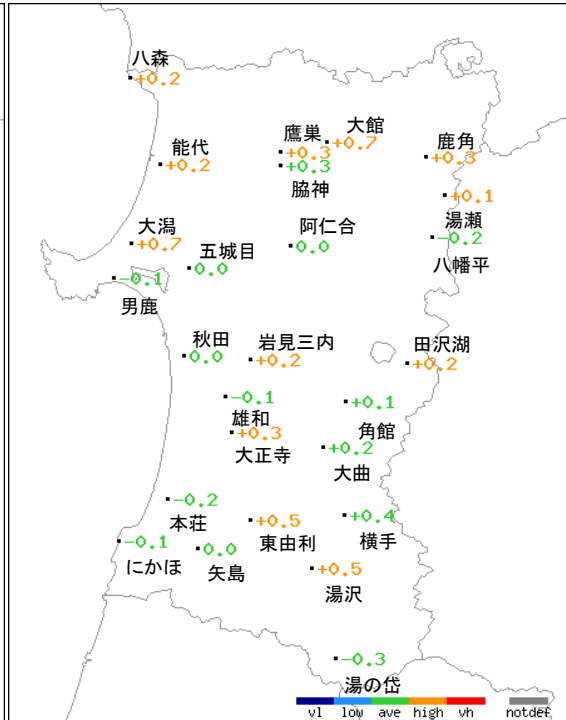 八森
+0.2
大館
鷹巣
+0.7
鹿角
+0.3
能代
+0.3
+0.2
+0.3
脇神
+0.1
大潟
阿仁合
湯瀬
+0.7
五城目
0.0
-0.2
0.0
八幡平
-0.1
男鹿
秋田
岩見三内
田沢湖
0.0
+0.2
+0.2
-0.1
+0.1
雄和
角館
+0.3
大正寺
+0.2
大曲
-0.2
本荘
+0.5
+0.4
東由利
横手
-0.1
にかほ
0.0
矢島
+0.5
湯沢
-0.3
湯の岱
vl low ave high vh notdef